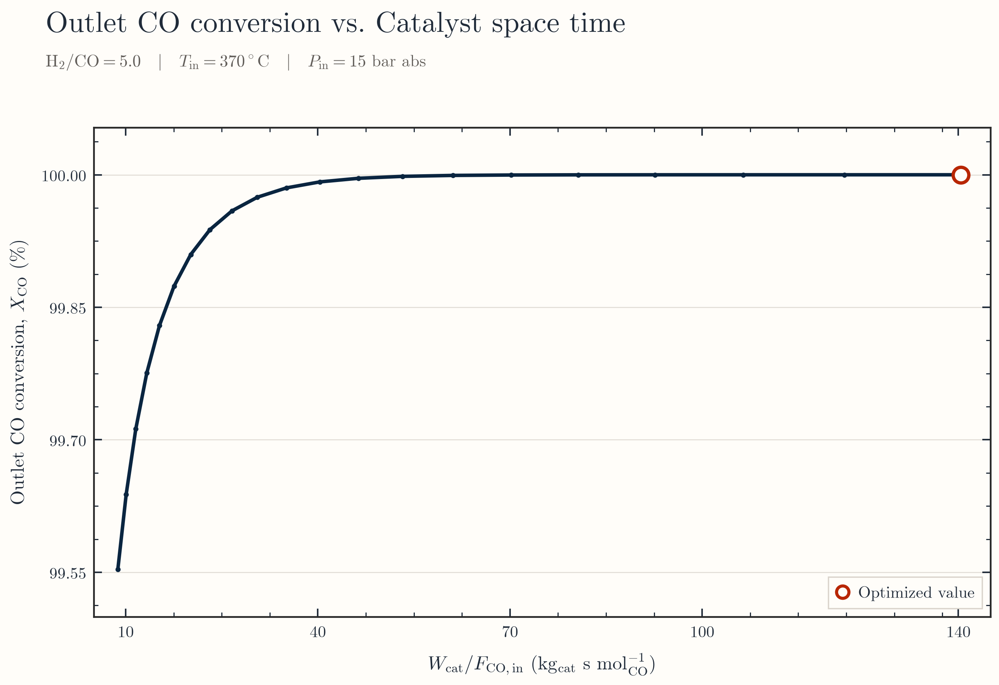 Outlet CO conversion vs. Catalyst space time
H₂/CO = 5.0 | T_in = 370 °C | P_in = 15 bar abs
Outlet CO conversion, X_CO (%)
100.00
99.85
99.70
99.55
Optimized value
10 40 70 100 140
W_cat/F_CO, in (kg_cat s mol_CO^−1)